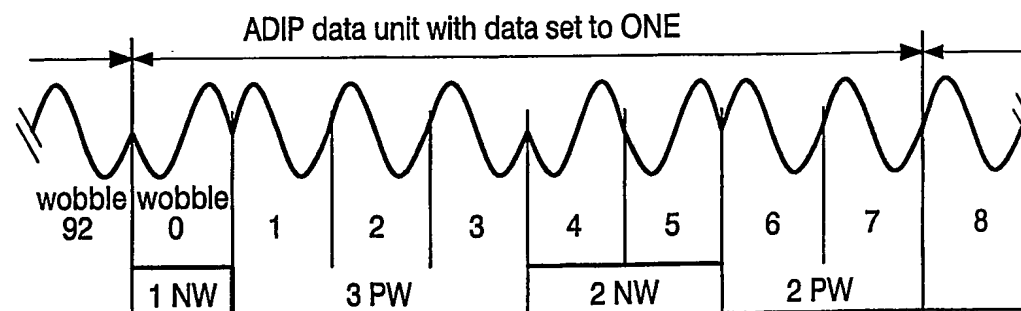 ADIP data unit with data set to ONE
wobble wobble
92 0 1 2 3 4 5 6 7 8
1 NW 3 PW 2 NW 2 PW